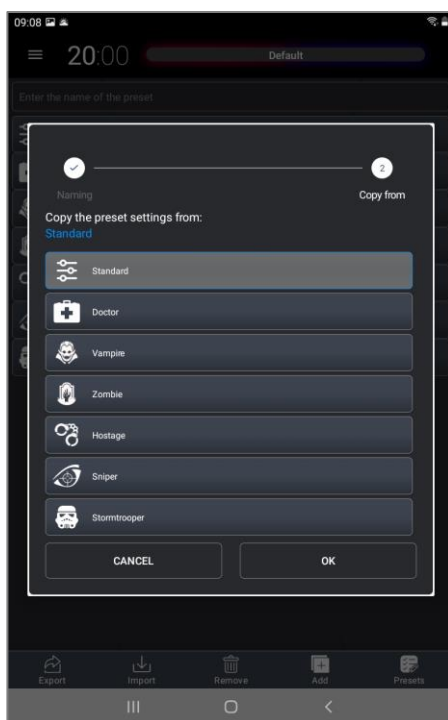 09:08
20:00
Default
Enter the name of the preset
2
Naming
Copy from
Copy the preset settings from:
Standard
Standard
Doctor
Vampire
Zombie
Hostage
Sniper
Stormtrooper
CANCEL
OK
Export
Import
Remove
Add
Presets